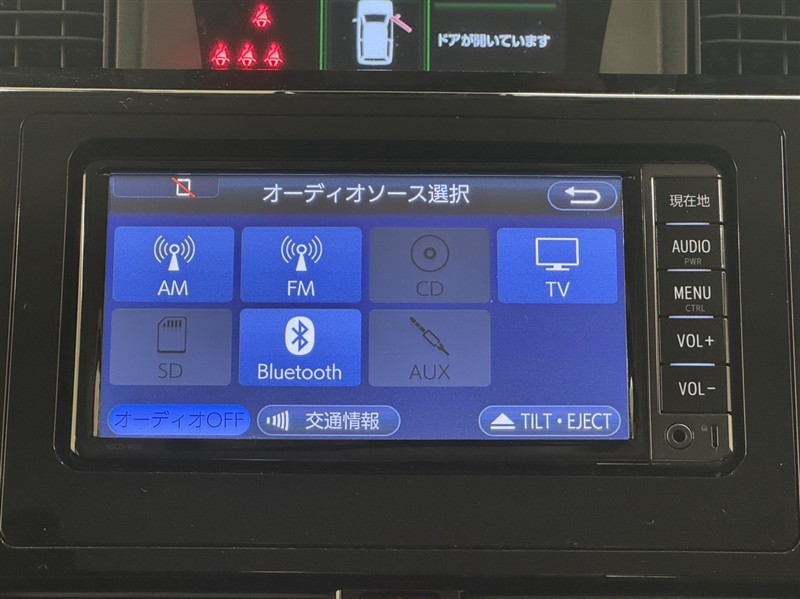 ドアが開いています
オーディオソース選択
現在地
AM
FM
CD
TV
AUDIO
PWR
MENU
CTRL
SD
Bluetooth
AUX
VOL+
VOL-
オーディオOFF
交通情報
TILT・EJECT